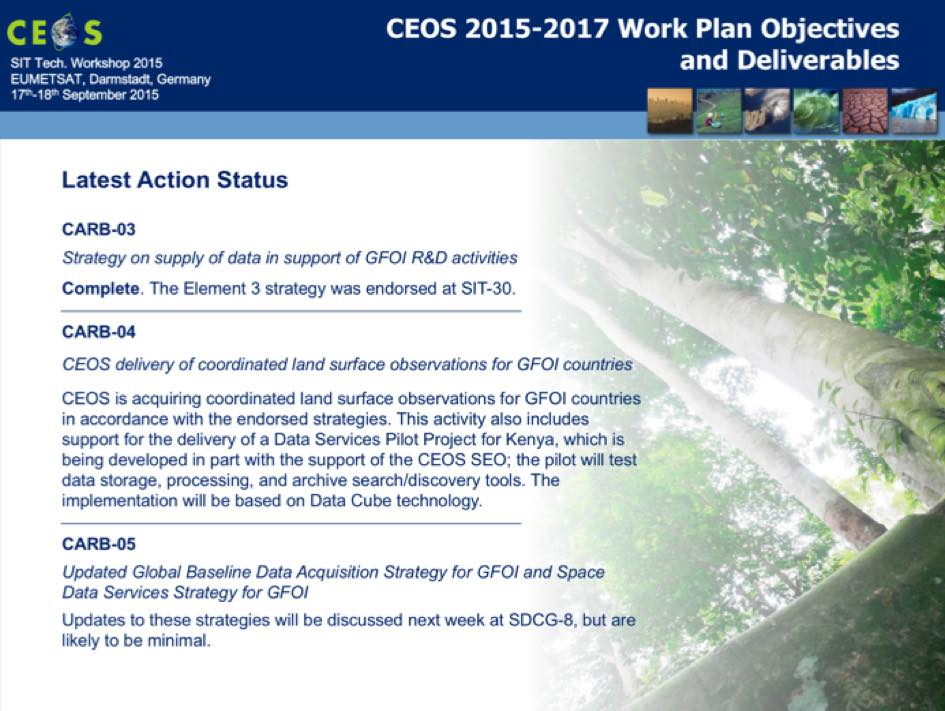 CEOS
SIT Tech. Workshop 2015
EUMETSAT, Darmstadt, Germany
17th-18th September 2015
CEOS 2015-2017 Work Plan Objectives
and Deliverables
Latest Action Status
CARB-03
Strategy on supply of data in support of GFOI R&D activities
Complete. The Element 3 strategy was endorsed at SIT-30.
CARB-04
CEOS delivery of coordinated land surface observations for GFOI countries
CEOS is acquiring coordinated land surface observations for GFOI countries
in accordance with the endorsed strategies. This activity also includes
support for the delivery of a Data Services Pilot Project for Kenya, which is
being developed in part with the support of the CEOS SEO; the pilot will test
data storage, processing, and archive search/discovery tools. The
implementation will be based on Data Cube technology.
CARB-05
Updated Global Baseline Data Acquisition Strategy for GFOI and Space
Data Services Strategy for GFOI
Updates to these strategies will be discussed next week at SDCG-8, but are
likely to be minimal.